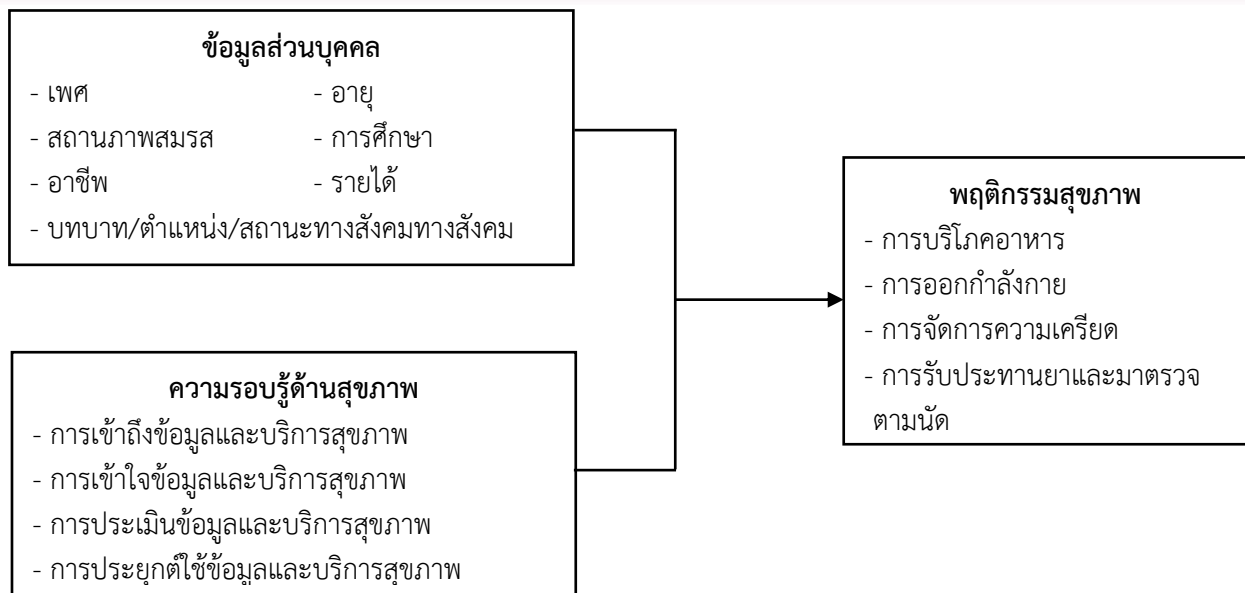 ข้อมูลส่วนบุคคล
- เพศ - อายุ
- สถานภาพสมรส - การศึกษา
- อาชีพ - รายได้
- บทบาท/ตำแหน่ง/สถานะทางสังคมทางสังคม
ความรอบรู้ด้านสุขภาพ
- การเข้าถึงข้อมูลและบริการสุขภาพ
- การเข้าใจข้อมูลและบริการสุขภาพ
- การประเมินข้อมูลและบริการสุขภาพ
- การประยุกต์ใช้ข้อมูลและบริการสุขภาพ
พฤติกรรมสุขภาพ
- การบริโภคอาหาร
- การออกกำลังกาย
- การจัดการความเครียด
- การรับประทานยาและมาตรวจ
ตามนัด